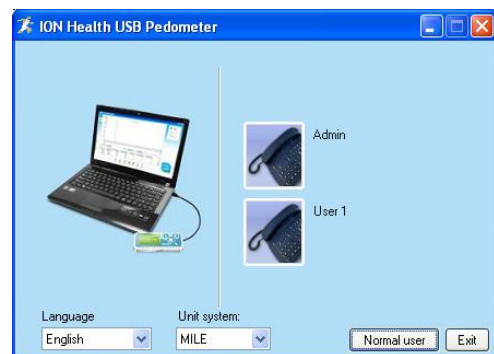 ION Health USB Pedometer
Admin
User 1
Language
Unit system:
English
MILE
Normal user
Exit